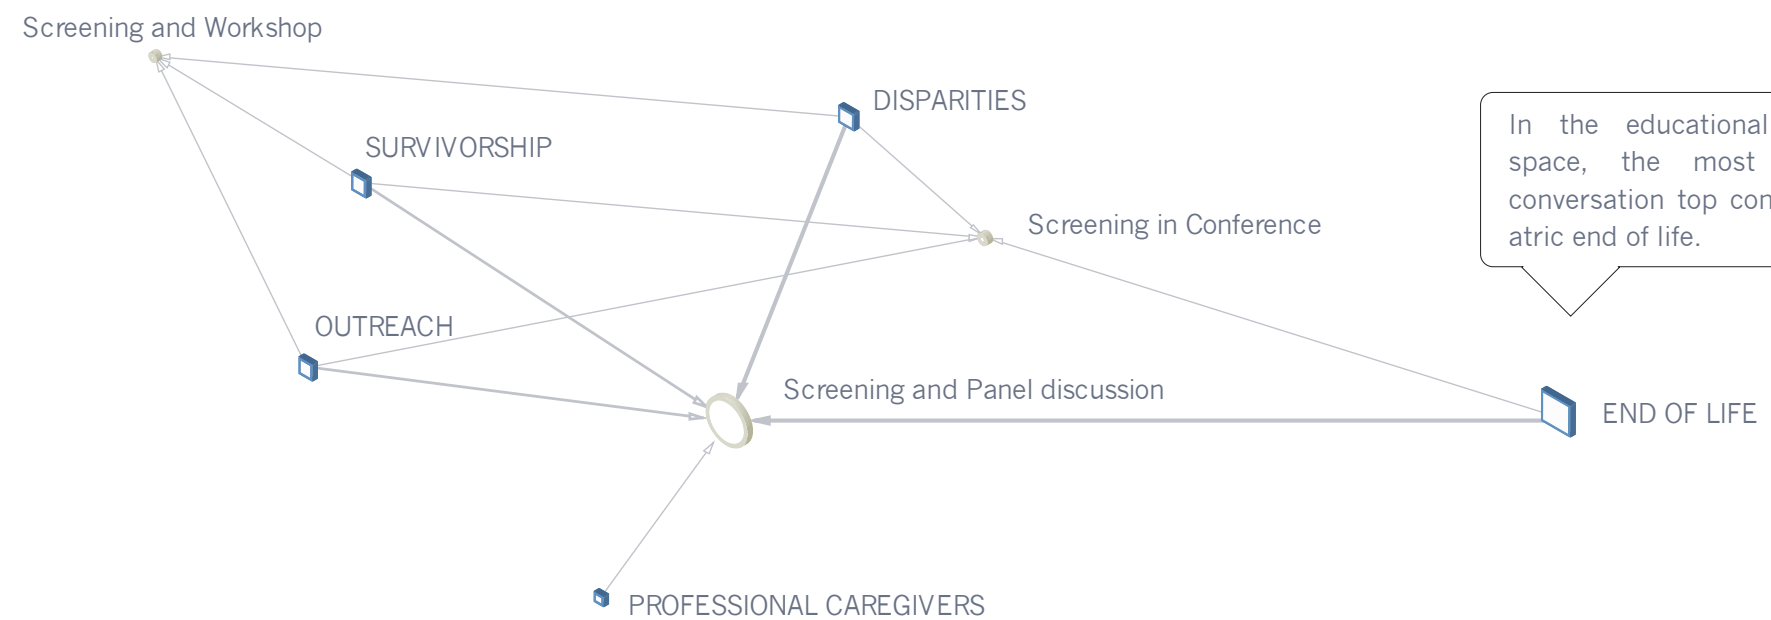 Screening and Workshop
DISPARITIES
SURVIVORSHIP
In the educational
space, the most
conversation top con
atric end of life.
Screening in Conference
OUTREACH
Screening and Panel discussion
END OF LIFE
PROFESSIONAL CAREGIVERS